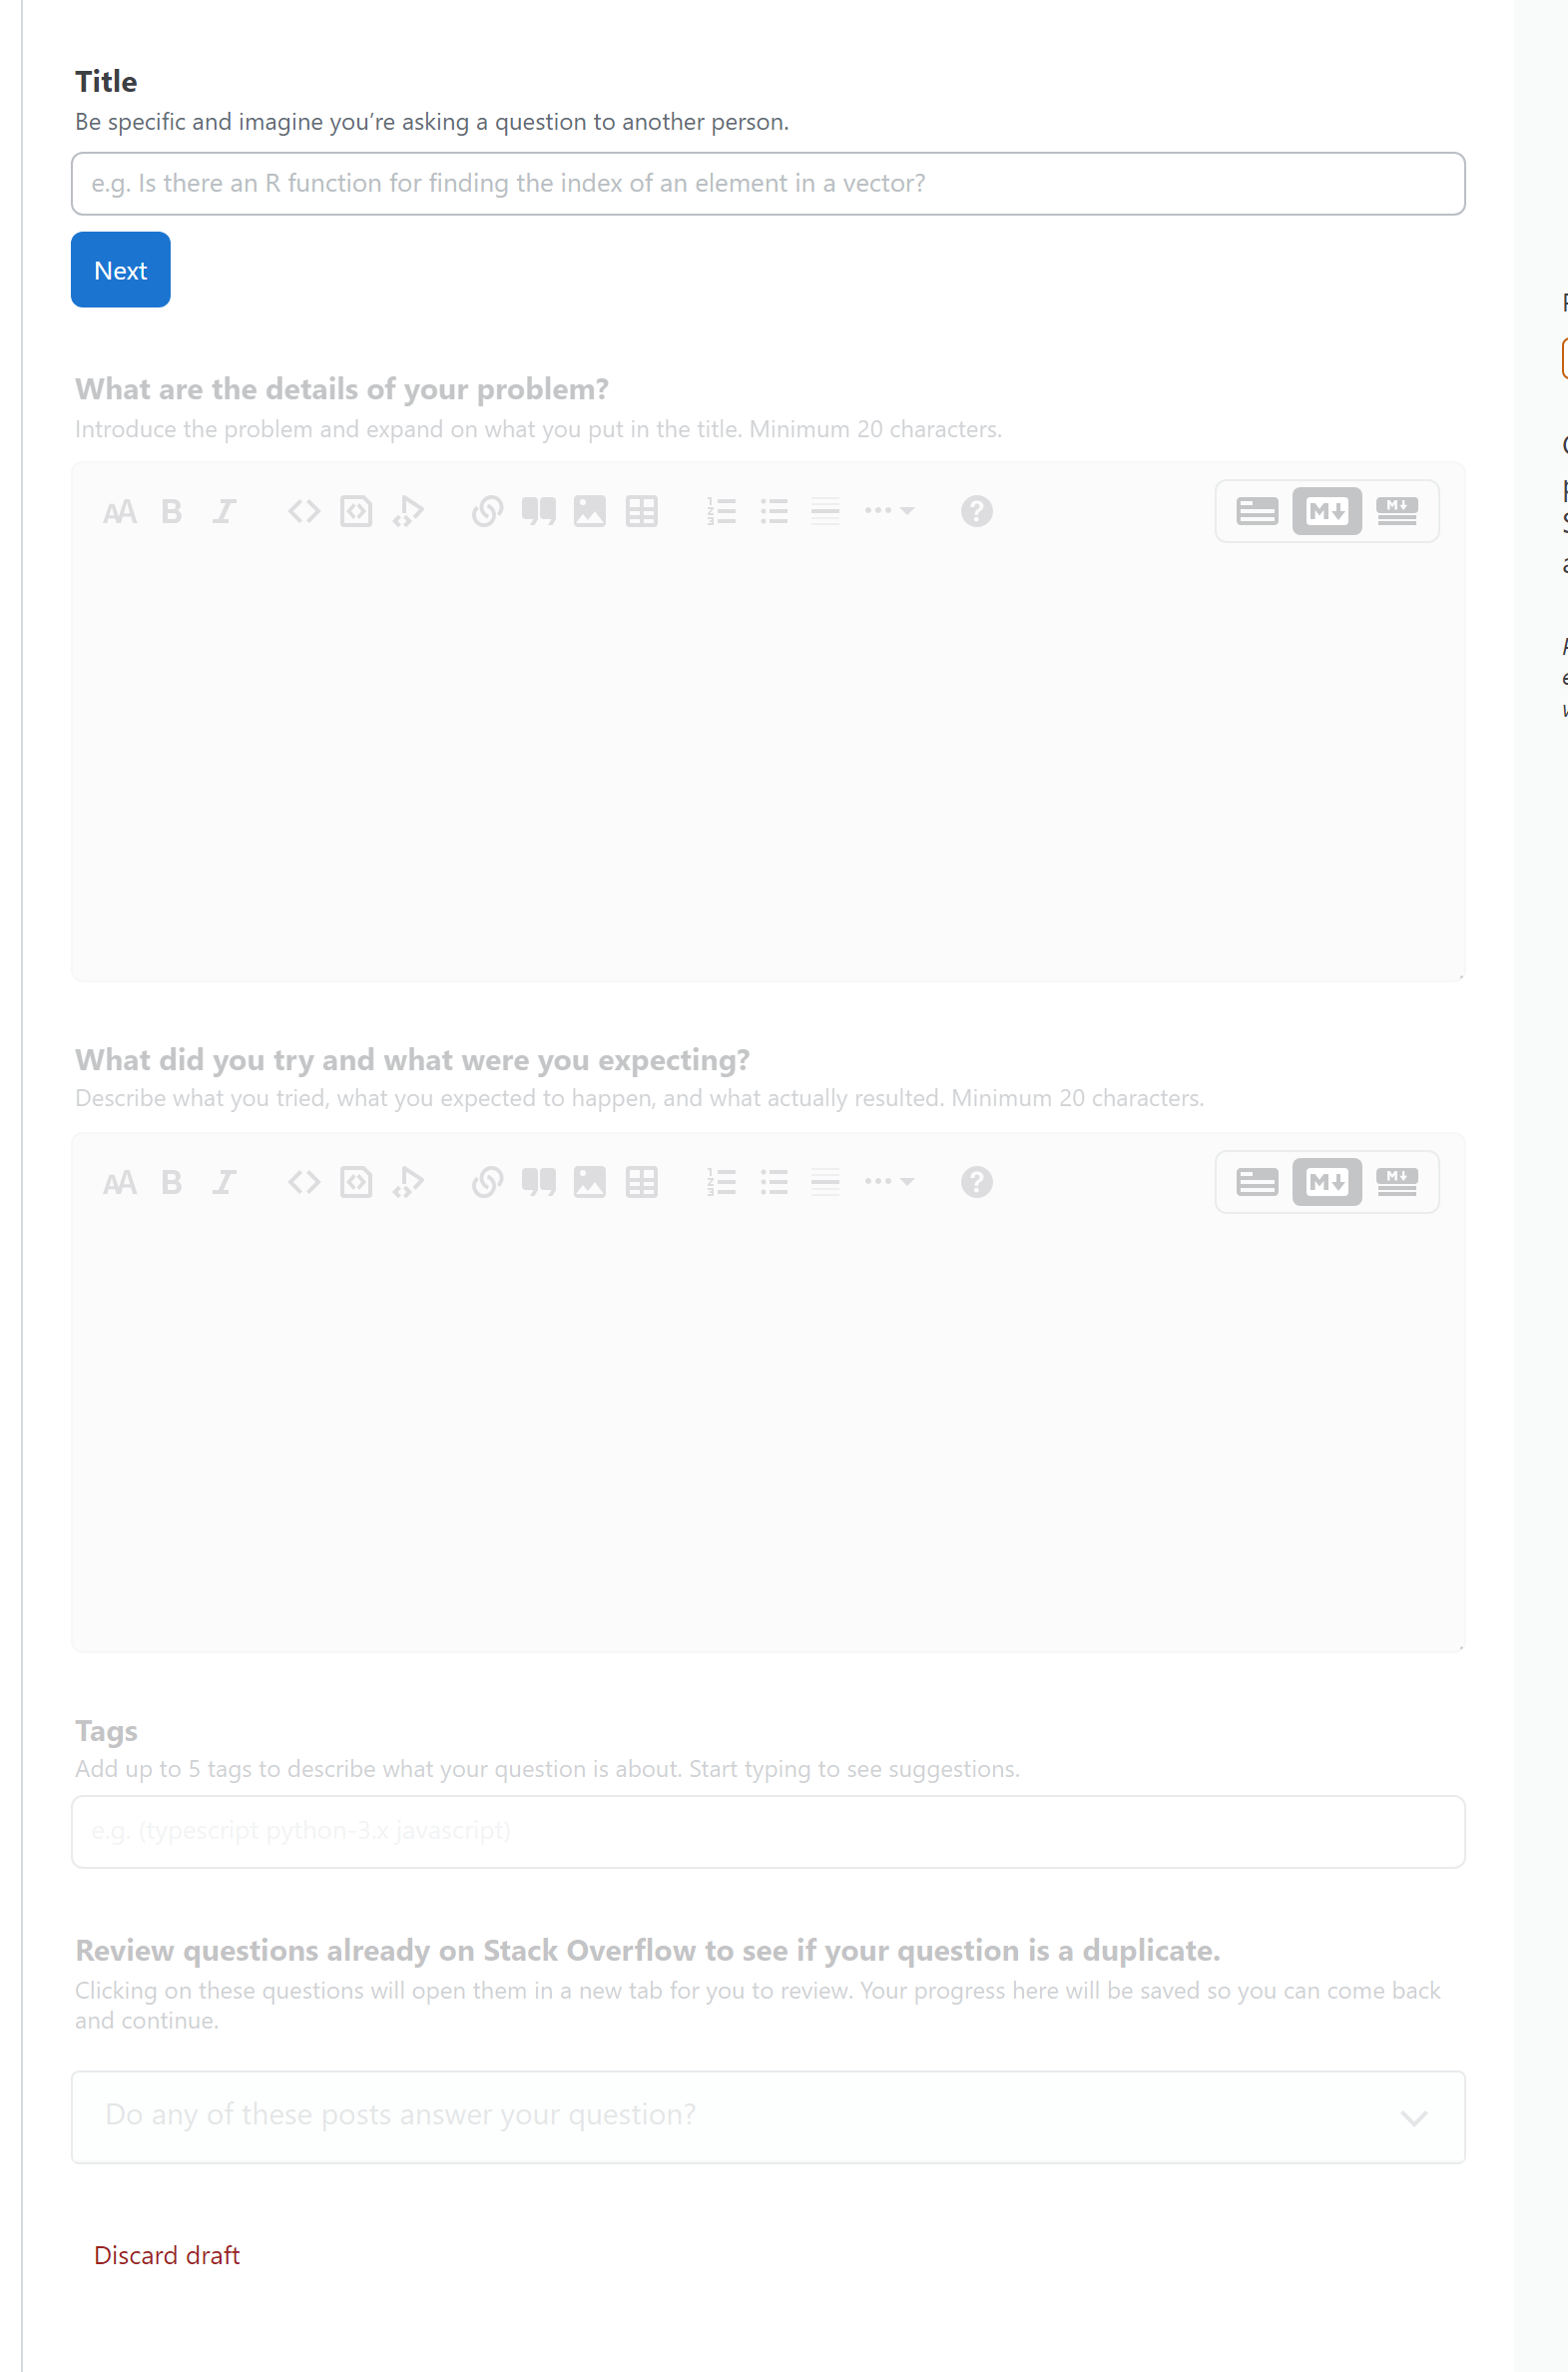 Title
Be specific and imagine you’re asking a question to another person.
e.g. Is there an R function for finding the index of an element in a vector?
Next
What are the details of your problem?
Introduce the problem and expand on what you put in the title. Minimum 20 characters.
What did you try and what were you expecting?
Describe what you tried, what you expected to happen, and what actually resulted. Minimum 20 characters.
Tags
Add up to 5 tags to describe what your question is about. Start typing to see suggestions.
e.g. (typescript python-3.x javascript)
Review questions already on Stack Overflow to see if your question is a duplicate.
Clicking on these questions will open them in a new tab for you to review. Your progress here will be saved so you can come back
and continue.
Do any of these posts answer your question?
Discard draft